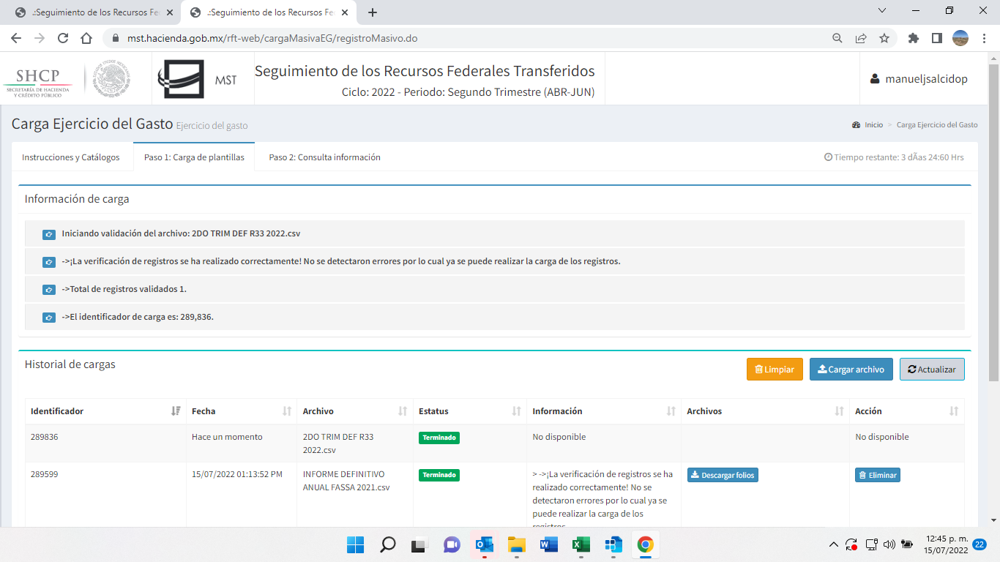 .:Seguimiento de los Recursos Fe
.:Seguimiento de los Recursos Fe
mst.hacienda.gob.mx/rft-web/cargaMasivaEG/registroMasivo.do
SHCP
SECRETARÍA DE HACIENDA
Y CRÉDITO PÚBLICO
MST
Seguimiento de los Recursos Federales Transferidos
Ciclo: 2022 - Periodo: Segundo Trimestre (ABR-JUN)
manueljsalcidop
Carga Ejercicio del Gasto Ejercicio del gasto
Inicio > Carga Ejercicio del Gasto
Instrucciones y Catálogos
Paso 1: Carga de plantillas
Paso 2: Consulta información
Tiempo restante: 3 dÃas 24:60 Hrs
Información de carga
Iniciando validación del archivo: 2DO TRIM DEF R33 2022.csv
->¡La verificación de registros se ha realizado correctamente! No se detectaron errores por lo cual ya se puede realizar la carga de los registros.
->Total de registros validados 1.
->El identificador de carga es: 289,836.
Historial de cargas
Limpiar
Cargar archivo
Actualizar
Identificador Fecha Archivo Estatus Información Archivos Acción
289836 Hace un momento 2DO TRIM DEF R33 Terminado No disponible No disponible
2022.csv
289599 15/07/2022 01:13:52 PM INFORME DEFINITIVO Terminado > ->¡La verificación de registros se ha Descargar folios Eliminar
ANUAL FASSA 2021.csv realizado correctamente! No se
detectaron errores por lo cual ya se
puede realizar la carga de los
registros.
12:45 p. m.
15/07/2022
22